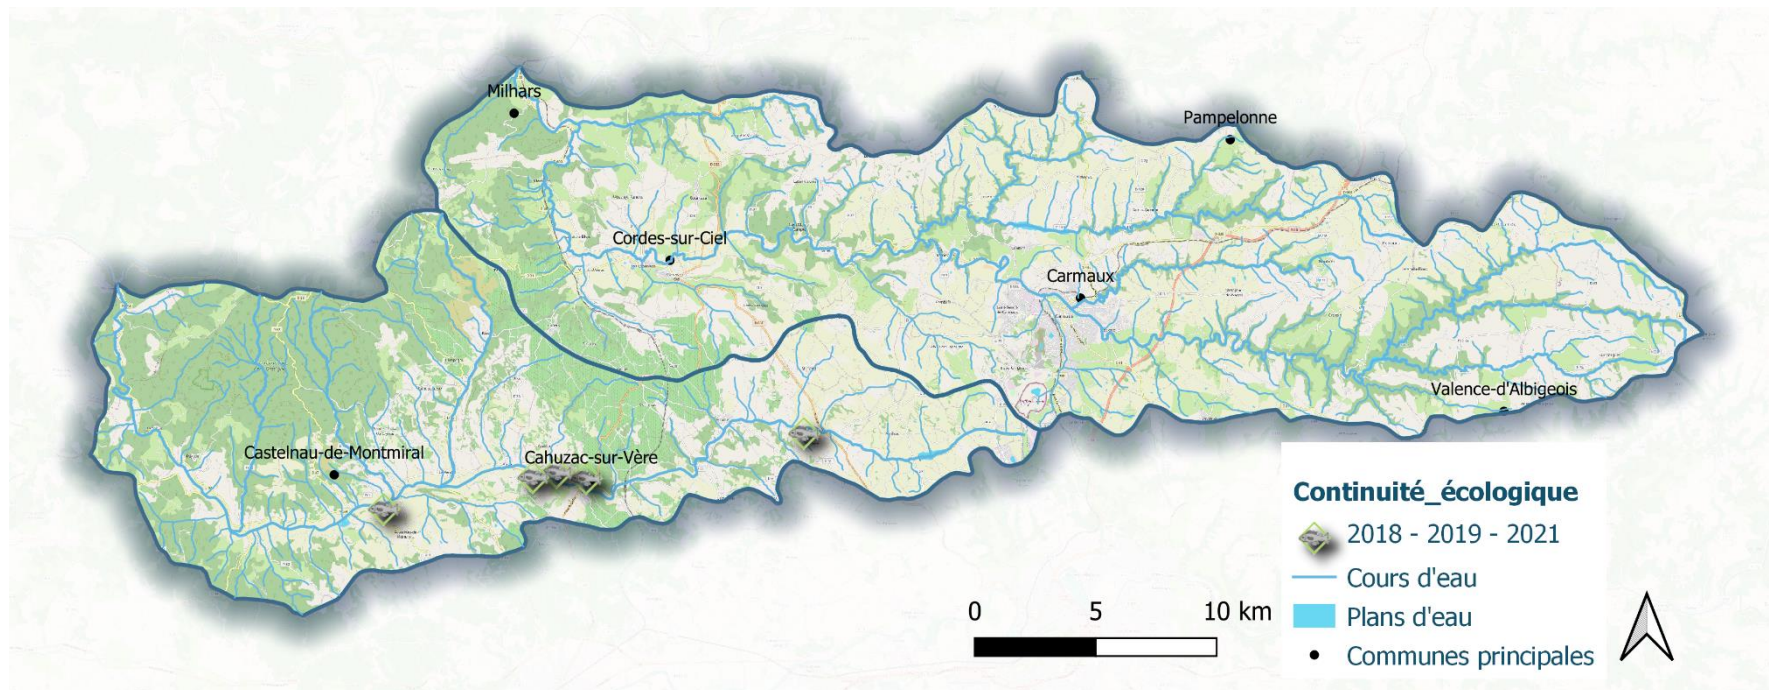 Milhars
Pampelonne
Cordes-sur-Ciel
Carmaux
Valence-d'Albigeois
Castelnau-de-Montmiral
Cahuzac-sur-Vère
Continuité_écologique
2018 - 2019 - 2021
Cours d'eau
Plans d'eau
Communes principales
0 5 10 km